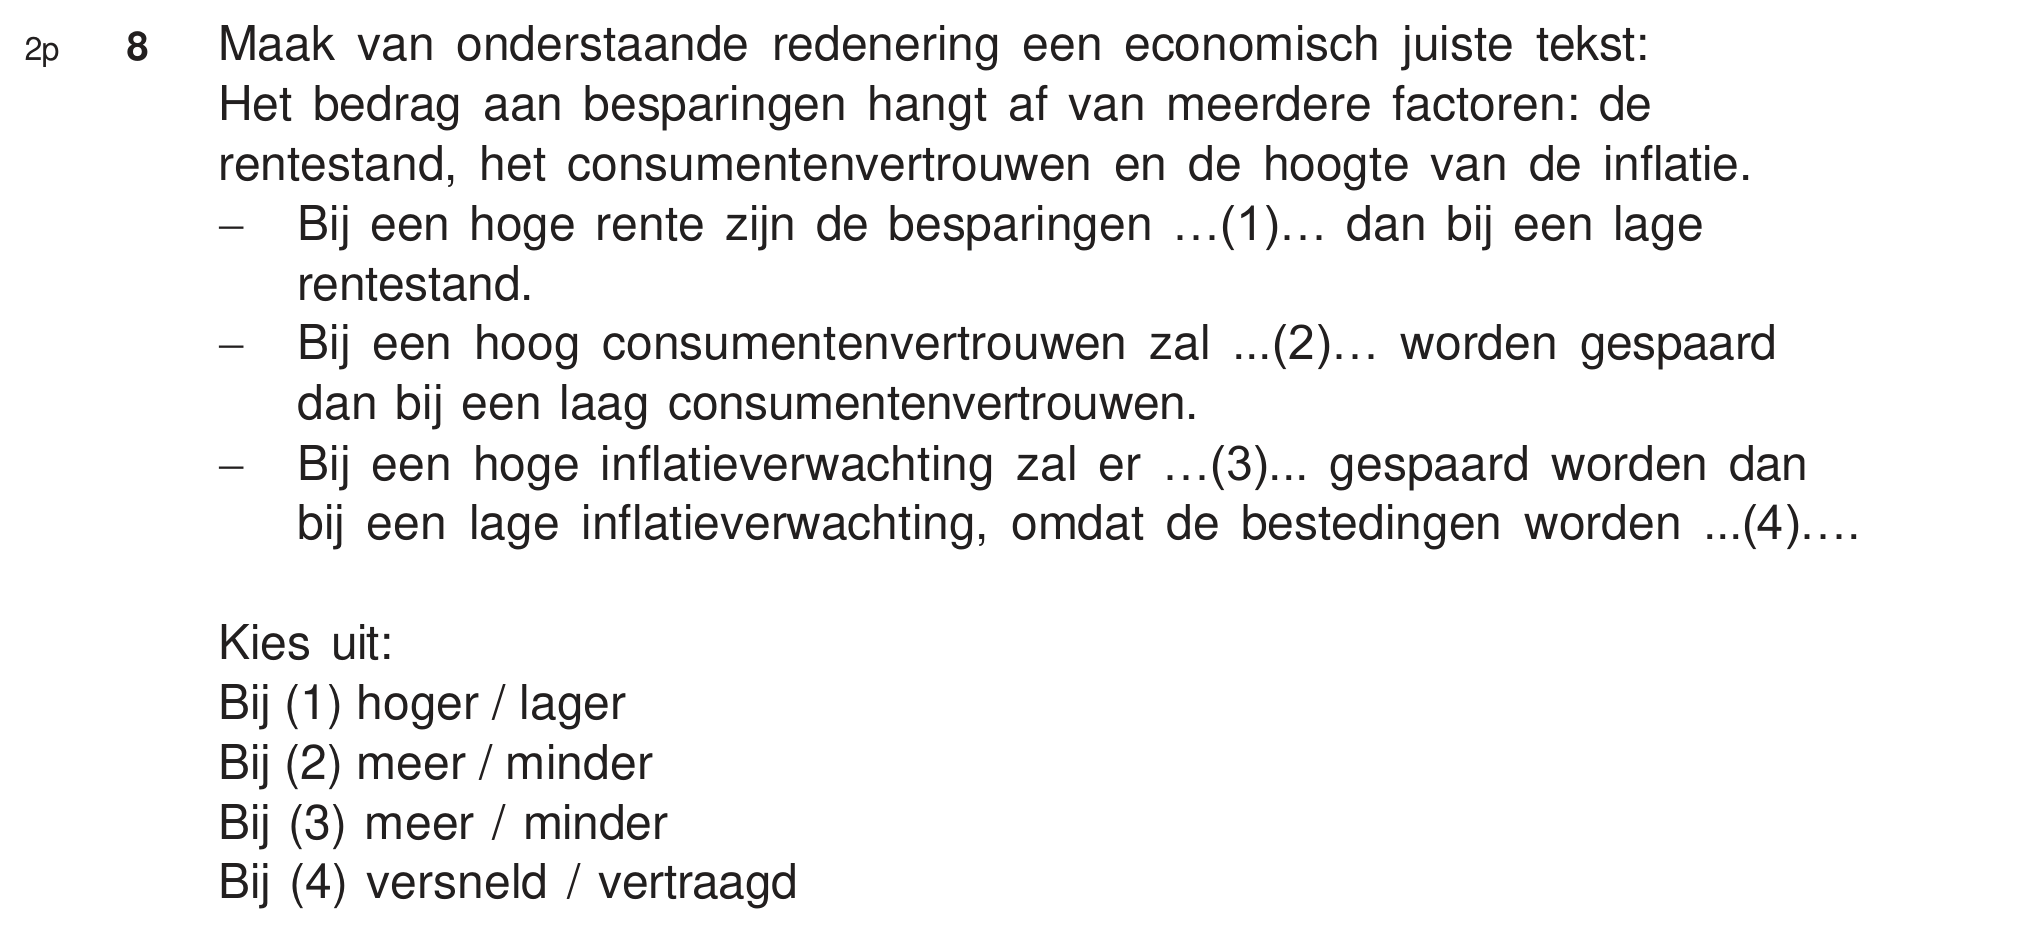 2p 8 Maak van onderstaande redenering een economisch juiste tekst:
Het bedrag aan besparingen hangt af van meerdere factoren: de
rentestand, het consumentenvertrouwen en de hoogte van de inflatie.
− Bij een hoge rente zijn de besparingen …(1)… dan bij een lage
rentestand.
− Bij een hoog consumentenvertrouwen zal ...(2)… worden gespaard
dan bij een laag consumentenvertrouwen.
− Bij een hoge inflatieverwachting zal er …(3)... gespaard worden dan
bij een lage inflatieverwachting, omdat de bestedingen worden ...(4)….
Kies uit:
Bij (1) hoger / lager
Bij (2) meer / minder
Bij (3) meer / minder
Bij (4) versneld / vertraagd